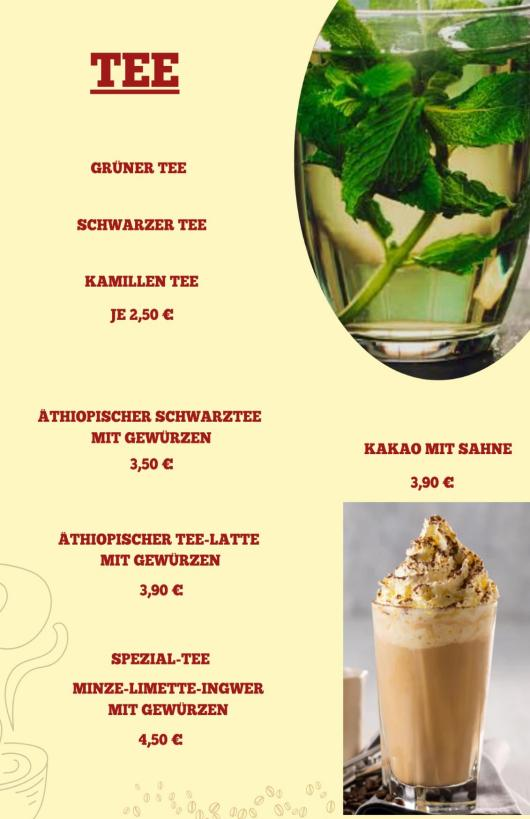 TEE
GRÜNER TEE
SCHWARZER TEE
KAMILLEN TEE
JE 2,50 €
ÄTHIOPISCHER SCHWARZTEE
MIT GEWÜRZEN
3,50 €
ÄTHIOPISCHER TEE-LATTE
MIT GEWÜRZEN
3,90 €
SPEZIAL-TEE
MINZE-LIMETTE-INGWER
MIT GEWÜRZEN
4,50 €
KAKAO MIT SAHNE
3,90 €